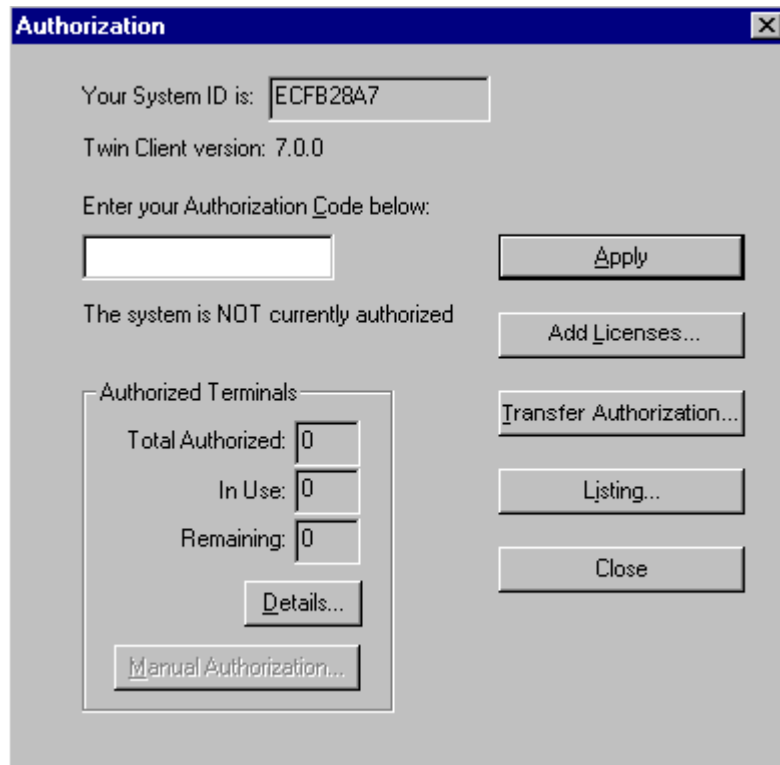 Authorization
Your System ID is: ECFB28A7
Twin Client version: 7.0.0
Enter your Authorization Code below:
Apply
The system is NOT currently authorized
Add Licenses...
Authorized Terminals
Transfer Authorization...
Total Authorized: 0
In Use: 0
Listing...
Remaining: 0
Close
Details...
Manual Authorization...